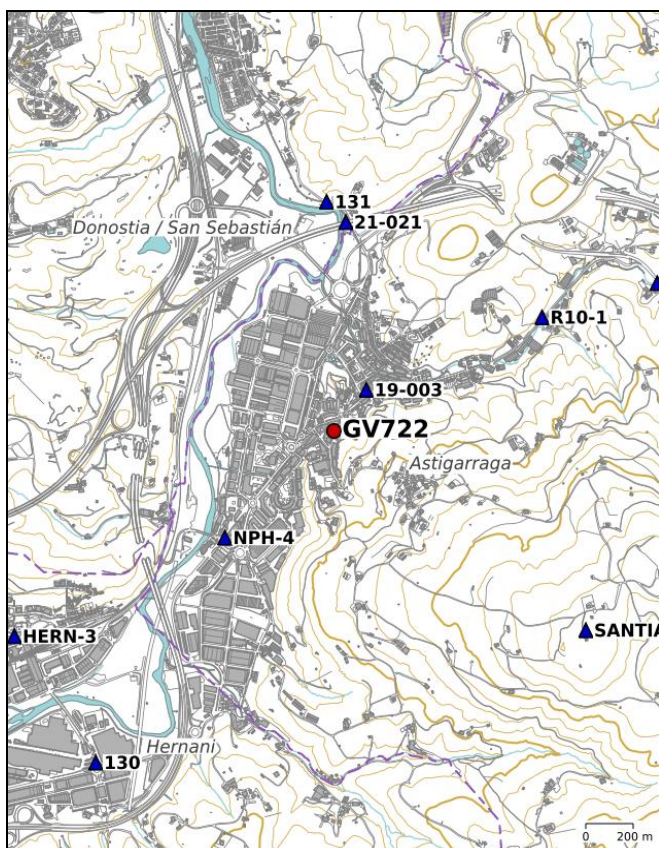 131
Donostia / San Sebastián
21-021
R10-1
19-003
GV722
Astigarraga
NPH-4
HERN-3
SANTIA
Hernani
130
0 200 m